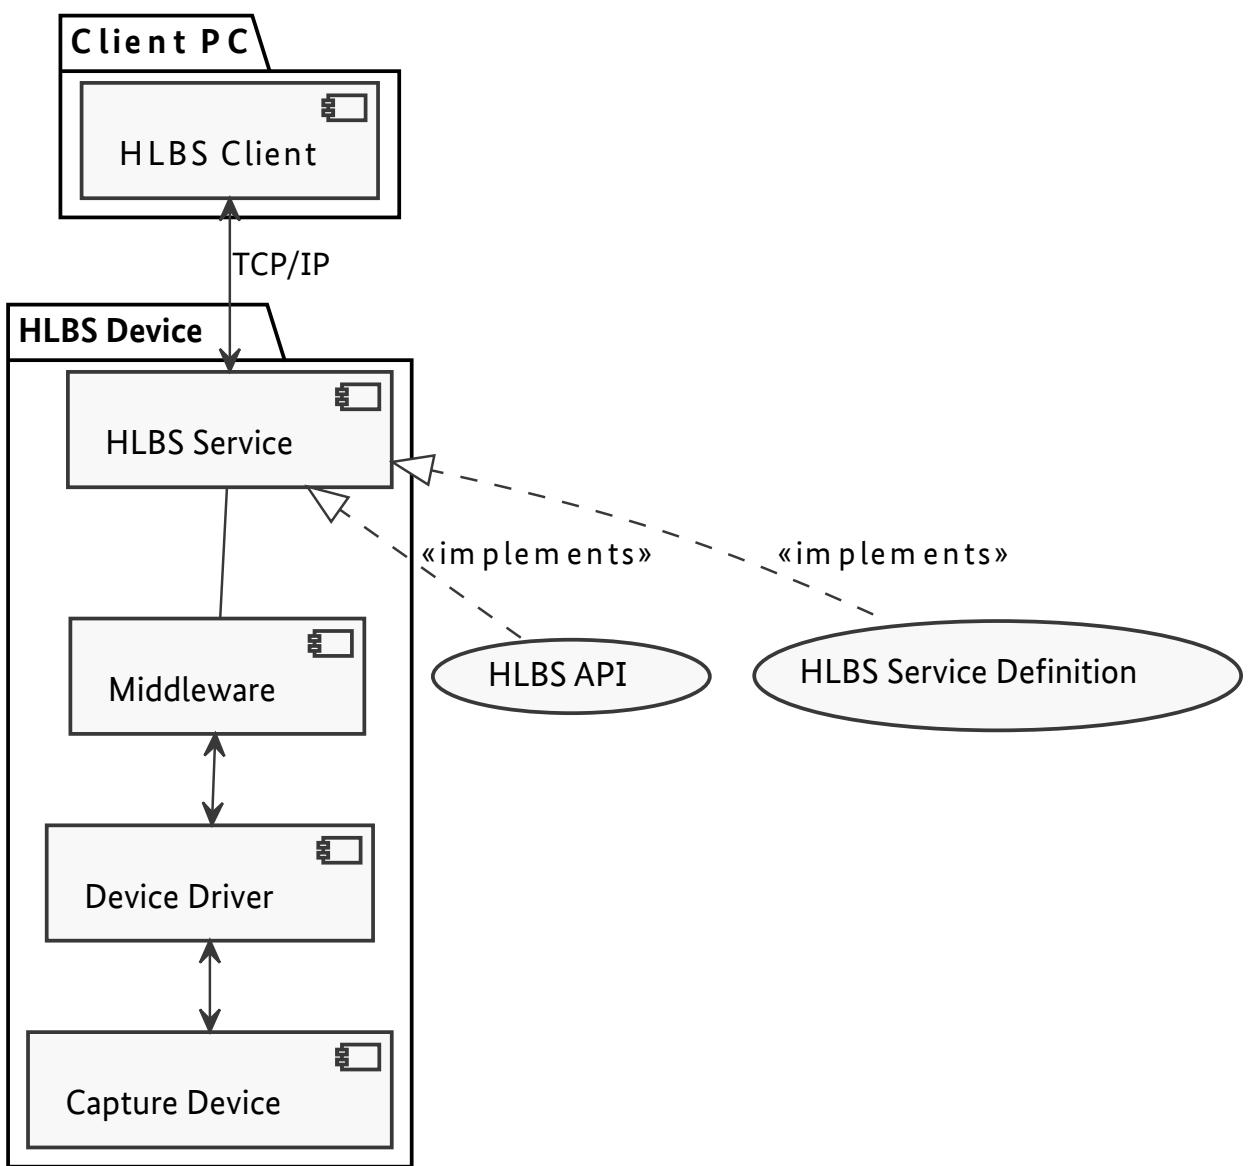 Client PC
HLBS Client
TCP/IP
HLBS Device
HLBS Service
«implements»
«implements»
Middleware
HLBS API
HLBS Service Definition
Device Driver
Capture Device